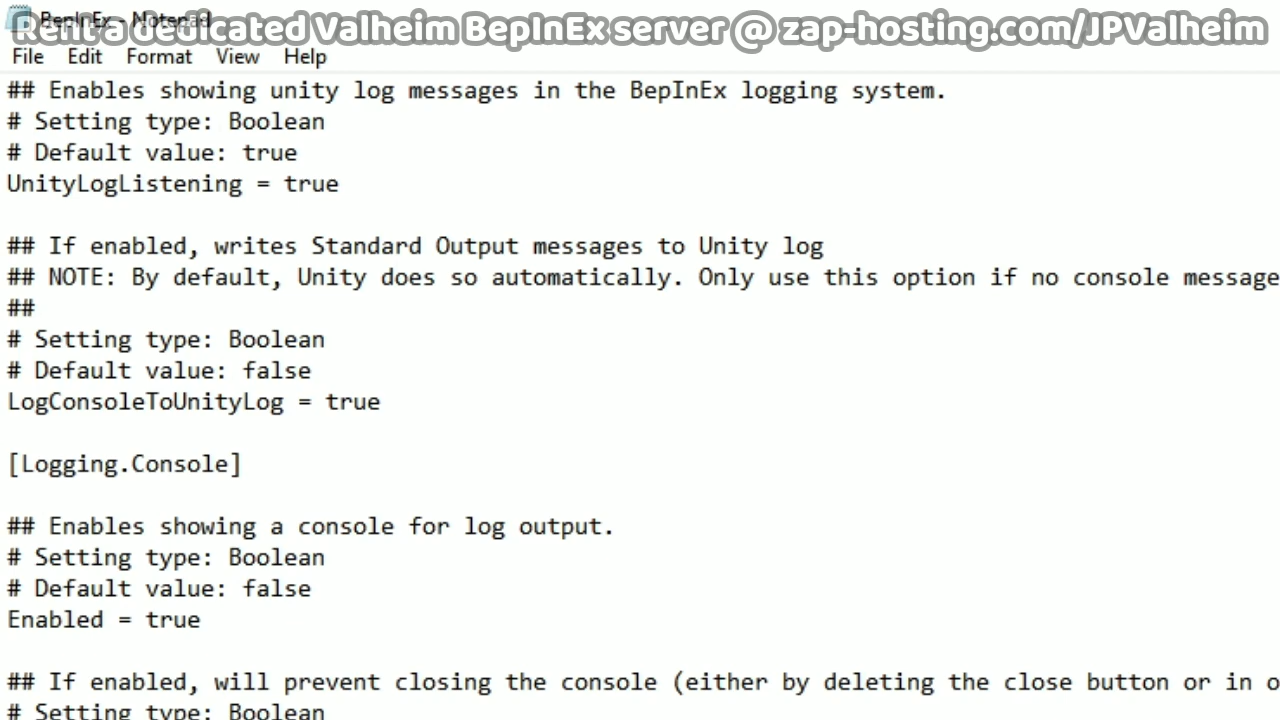 BepInEx - Notepad
Rent a dedicated Valheim BepInEx server @ zap-hosting.com/JPValheim
File Edit Format View Help
## Enables showing unity log messages in the BepInEx logging system.
# Setting type: Boolean
# Default value: true
UnityLogListening = true
## If enabled, writes Standard Output messages to Unity log
## NOTE: By default, Unity does so automatically. Only use this option if no console message
##
# Setting type: Boolean
# Default value: false
LogConsoleToUnityLog = true
[Logging.Console]
## Enables showing a console for log output.
# Setting type: Boolean
# Default value: false
Enabled = true
## If enabled, will prevent closing the console (either by deleting the close button or in o
# Setting type: Boolean